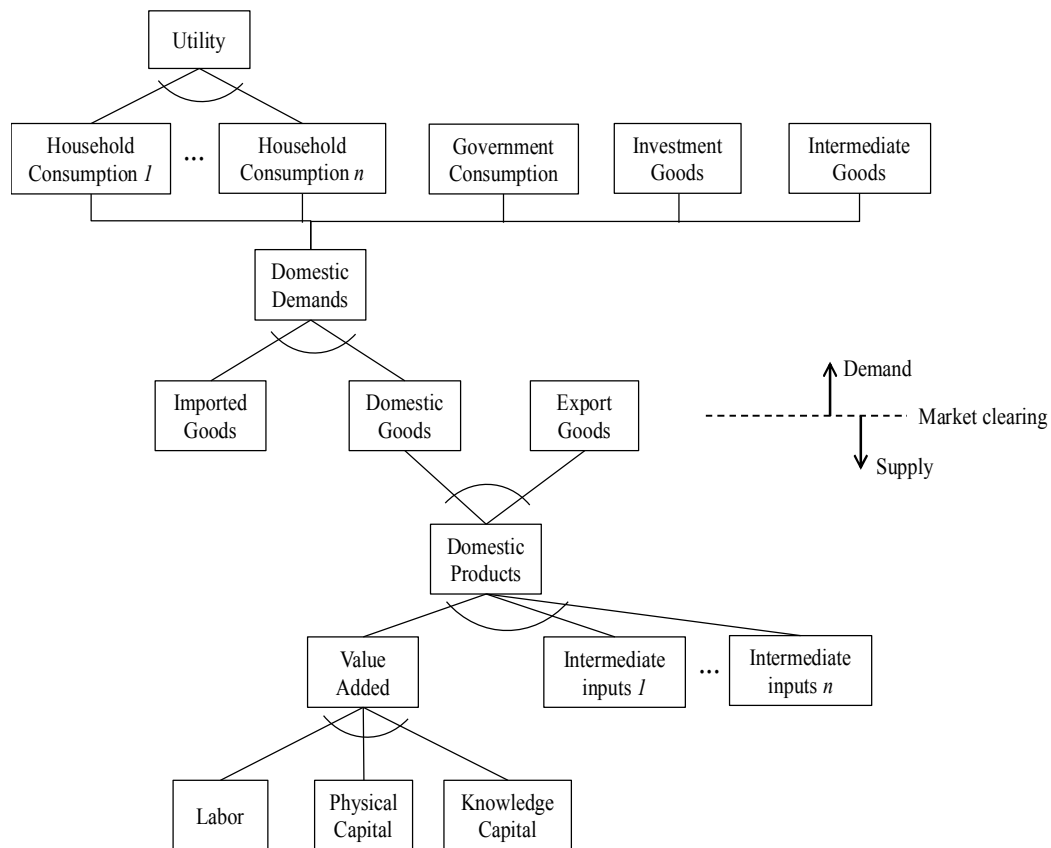 Utility
Household
Consumption 1
...
Household
Consumption n
Government
Consumption
Investment
Goods
Intermediate
Goods
Domestic
Demands
Imported
Goods
Domestic
Goods
Export
Goods
Demand
Market clearing
Supply
Domestic
Products
Value
Added
Intermediate
inputs 1
...
Intermediate
inputs n
Labor
Physical
Capital
Knowledge
Capital